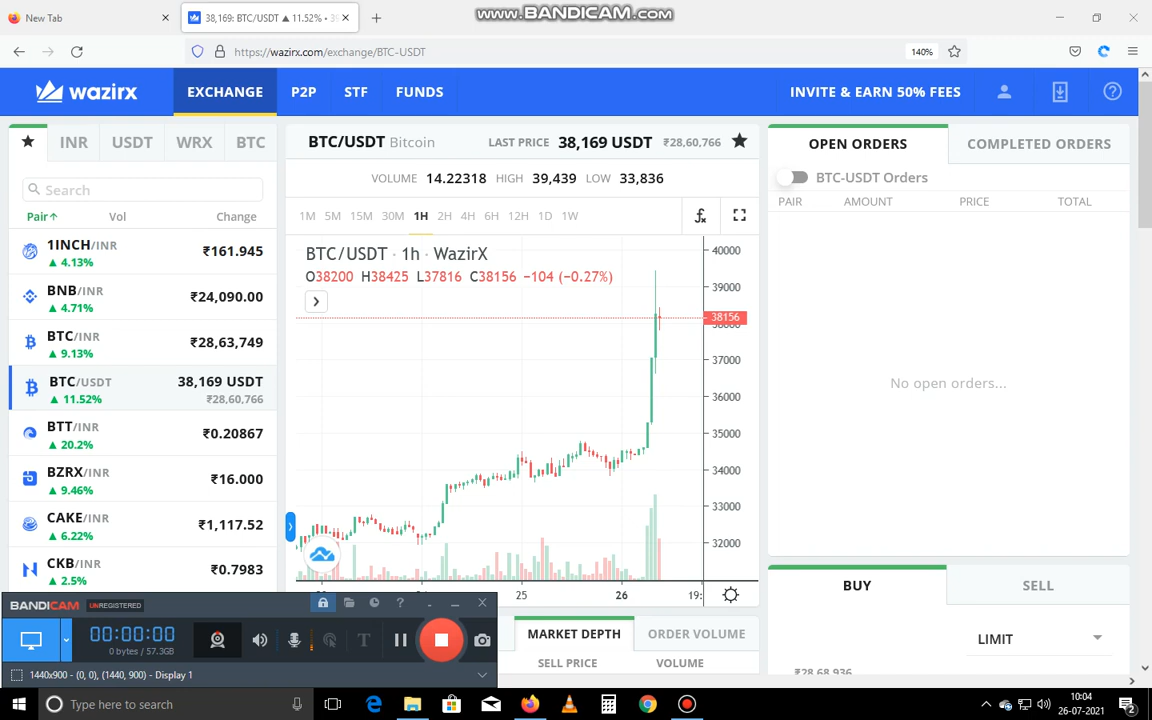 New Tab
38,169: BTC/USDT ▲ 11.52% •
WWW.BANDICAM.COM
https://wazirx.com/exchange/BTC-USDT
140%
wazirx
EXCHANGE
P2P
STF
FUNDS
INVITE & EARN 50% FEES
★ INR USDT WRX BTC
Search
Pair↑ Vol Change
1INCH/INR ₹161.945
▲ 4.13%
BNB/INR ₹24,090.00
▲ 4.71%
BTC/INR ₹28,63,749
▲ 9.13%
BTC/USDT 38,169 USDT
▲ 11.52% ₹28,60,766
BTT/INR ₹0.20867
▲ 20.2%
BZRX/INR ₹16.000
▲ 9.46%
CAKE/INR ₹1,117.52
▲ 6.22%
CKB/INR ₹0.7983
▲ 2.5%
BTC/USDT Bitcoin LAST PRICE 38,169 USDT ₹28,60,766
VOLUME 14.22318 HIGH 39,439 LOW 33,836
1M 5M 15M 30M 1H 2H 4H 6H 12H 1D 1W
BTC/USDT · 1h · WazirX
O38200 H38425 L37816 C38156 −104 (−0.27%)
40000
39000
38156
38000
37000
36000
35000
34000
33000
32000
25 26 19:
MARKET DEPTH ORDER VOLUME
SELL PRICE VOLUME
OPEN ORDERS COMPLETED ORDERS
BTC-USDT Orders
PAIR AMOUNT PRICE TOTAL
No open orders...
BUY SELL
LIMIT
₹28,68,936
BANDICAM UNREGISTERED
00:00:00
0 bytes / 57.3GB
1440x900 - (0, 0), (1440, 900) - Display 1
Type here to search
10:04
26-07-2021
2